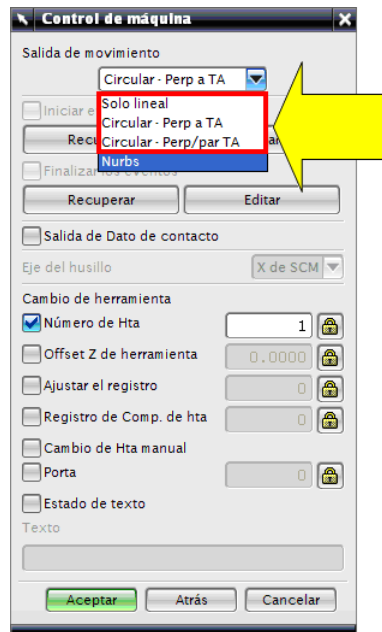 Control de máquina
Salida de movimiento
Circular - Perp a TA
Iniciar e
Solo lineal
Circular - Perp a TA
Circular - Perp/par TA
Nurbs
Recu
ar
Finalizar los eventos
Recuperar Editar
Salida de Dato de contacto
Eje del husillo X de SCM
Cambio de herramienta
Número de Hta 1
Offset Z de herramienta 0.0000
Ajustar el registro 0
Registro de Comp. de hta 0
Cambio de Hta manual
Porta 0
Estado de texto
Texto
Aceptar Atrás Cancelar